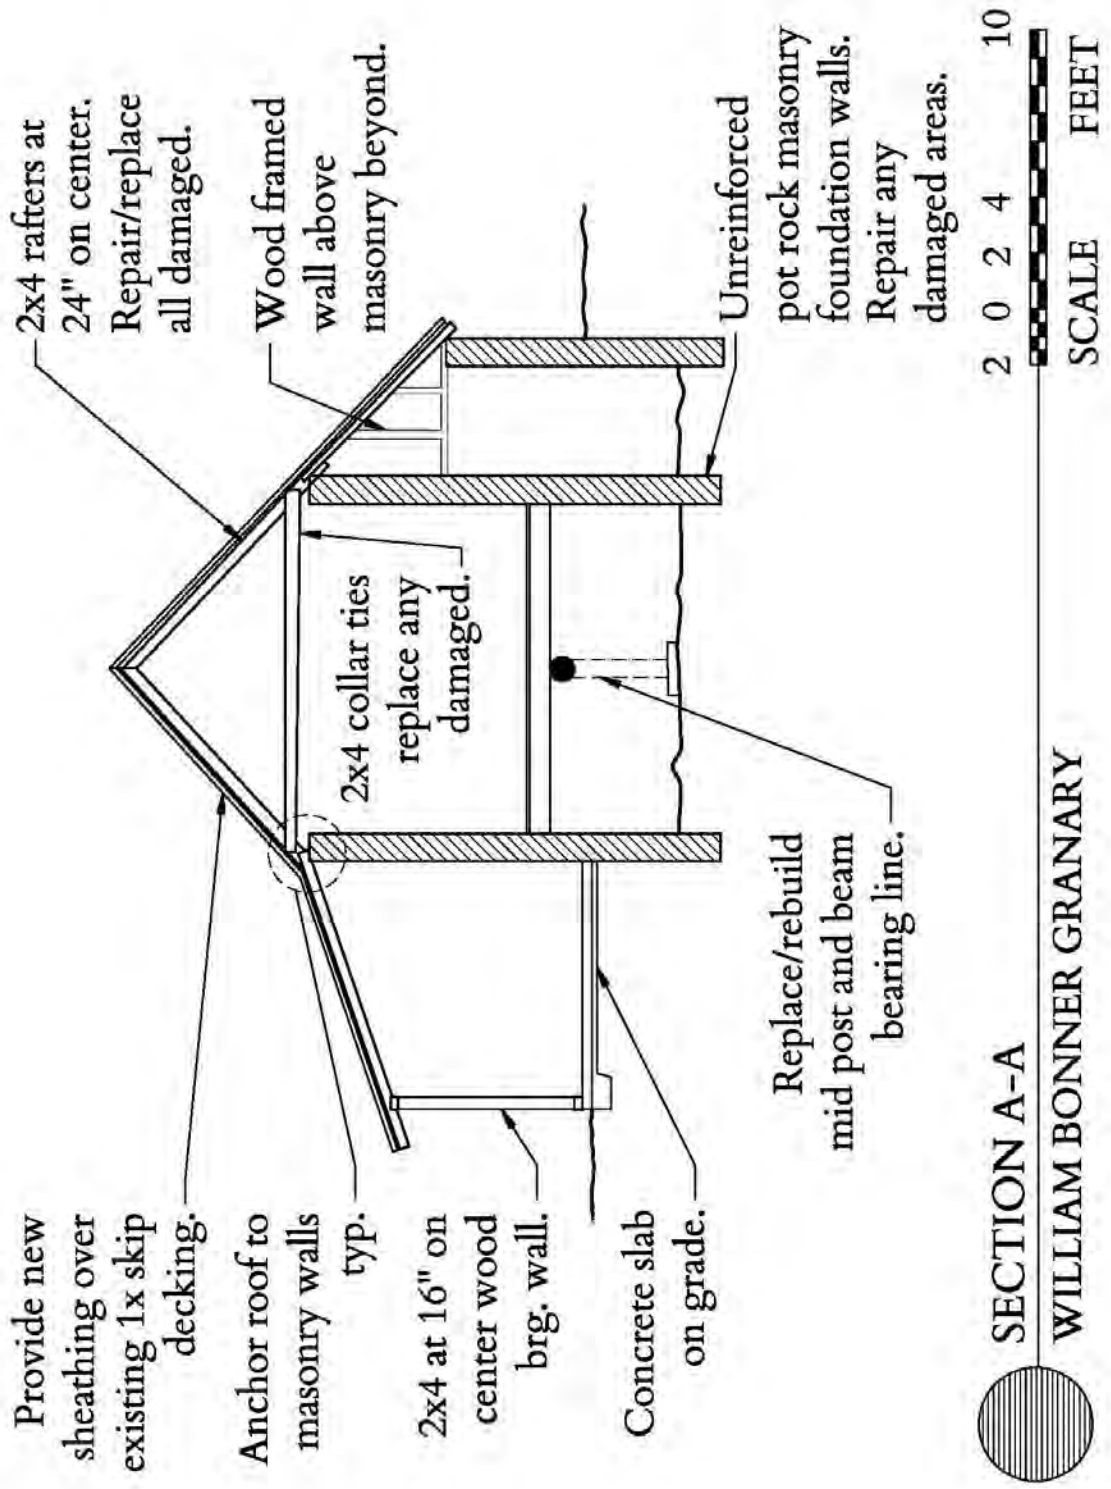 Provide new
sheathing over
existing 1x skip
decking.
Anchor roof to
masonry walls
typ.
2x4 at 16" on
center wood
brg. wall.
Concrete slab
on grade.
2x4 collar ties
replace any
damaged.
Replace/rebuild
mid post and beam
bearing line.
2x4 rafters at
24" on center.
Repair/replace
all damaged.
Wood framed
wall above
masonry beyond.
Unreinforced
pot rock masonry
foundation walls.
Repair any
damaged areas.
SECTION A-A
WILLIAM BONNER GRANARY
2 0 2 4 10
SCALE FEET